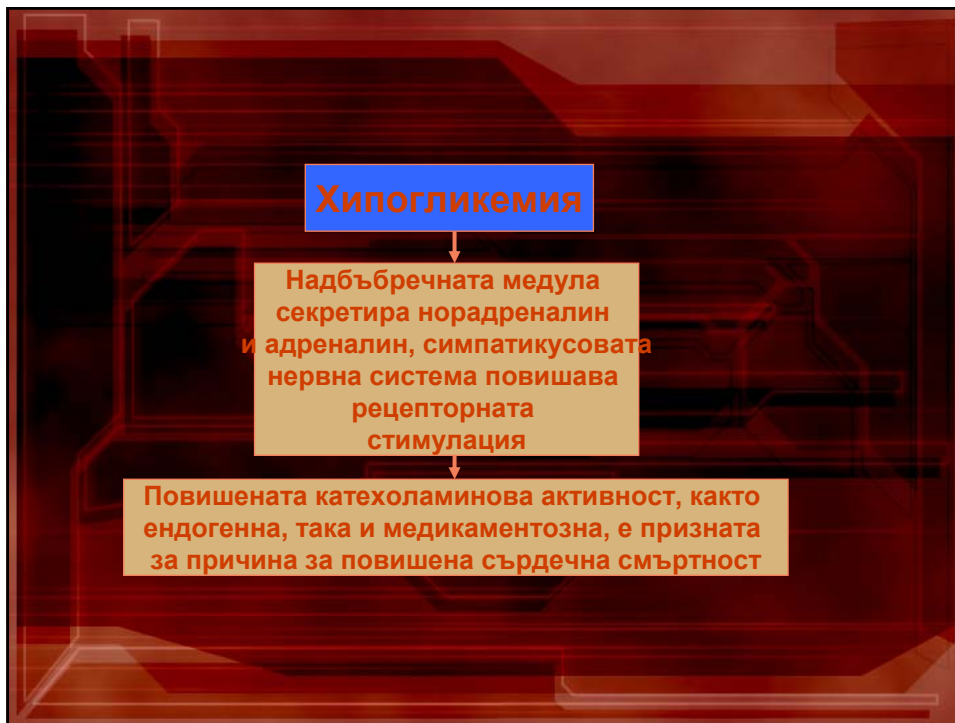 Хипогликемия
Надбъбречната медула
секретира норадреналин
и адреналин, симпатикусовата
нервна система повишава
рецепторната
стимулация
Повишената катехоламинова активност, както
ендогенна, така и медикаментозна, е призната
за причина за повишена сърдечна смъртност